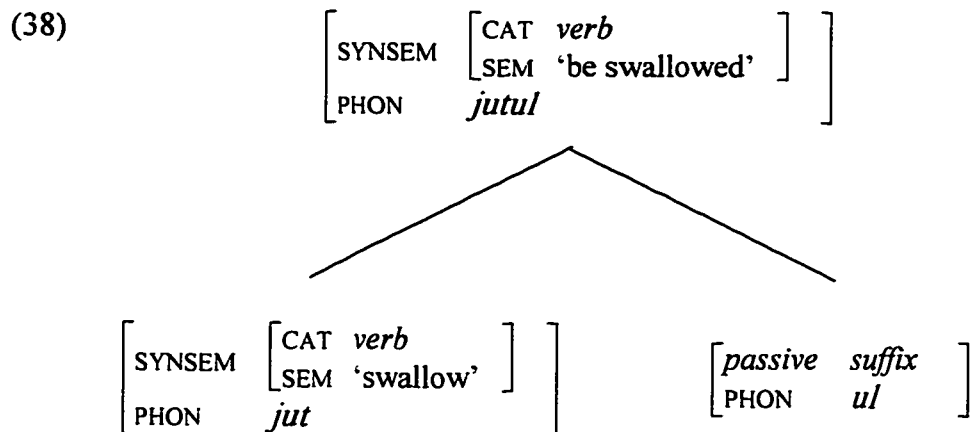 (38)
SYNSEM CAT verb
SEM ‘be swallowed’
PHON jutul
SYNSEM CAT verb
SEM ‘swallow’
PHON jut
passive suffix
PHON ul